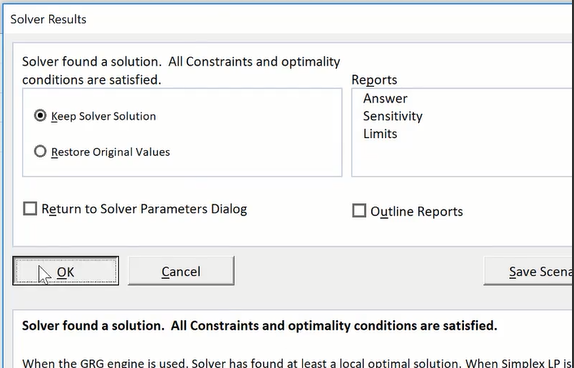 Solver Results
Solver found a solution.  All Constraints and optimality
conditions are satisfied.
Reports
Answer
Sensitivity
Limits
Keep Solver Solution
Restore Original Values
Return to Solver Parameters Dialog
Outline Reports
OK
Cancel
Save Scena
Solver found a solution.  All Constraints and optimality conditions are satisfied.
When the GRG engine is used, Solver has found at least a local optimal solution. When Simplex LP is